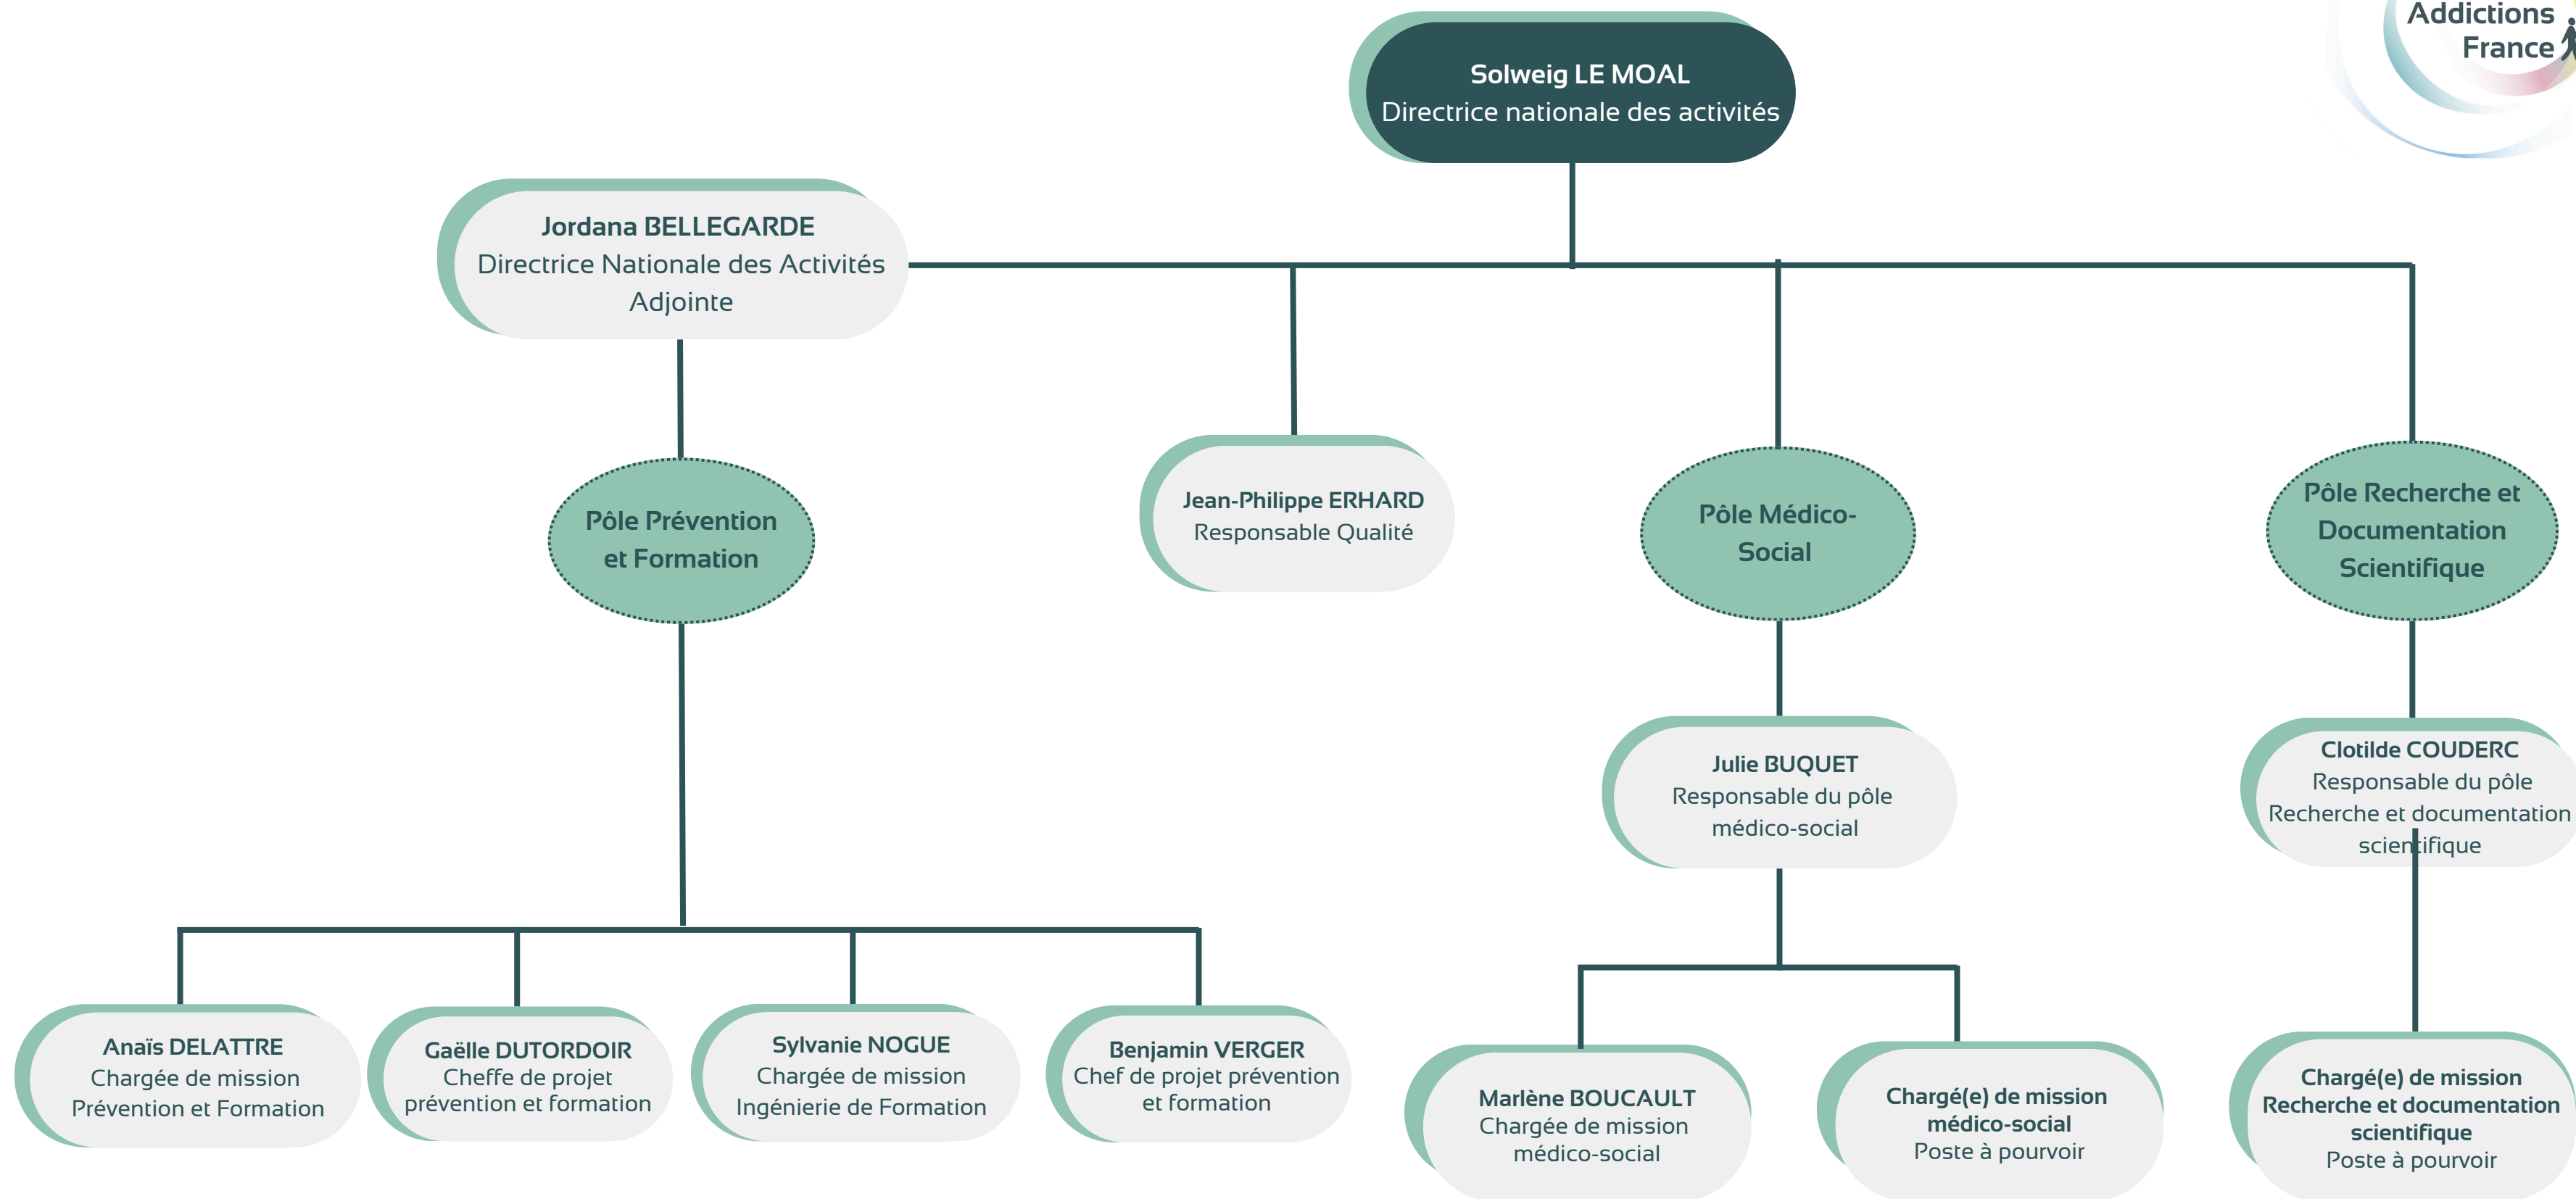 Addictions
France
Solweig LE MOAL
Directrice nationale des activités
Jordana BELLEGARDE
Directrice Nationale des Activités
Adjointe
Pôle Prévention
et Formation
Jean-Philippe ERHARD
Responsable Qualité
Pôle Médico-
Social
Pôle Recherche et
Documentation
Scientifique
Julie BUQUET
Responsable du pôle
médico-social
Clotilde COUDERC
Responsable du pôle
Recherche et documentation
scientifique
Anaïs DELATTRE
Chargée de mission
Prévention et Formation
Gaëlle DUTORDOIR
Cheffe de projet
prévention et formation
Sylvanie NOGUE
Chargée de mission
Ingénierie de Formation
Benjamin VERGER
Chef de projet prévention
et formation
Marlène BOUCAULT
Chargée de mission
médico-social
Chargé(e) de mission
médico-social
Poste à pourvoir
Chargé(e) de mission
Recherche et documentation
scientifique
Poste à pourvoir